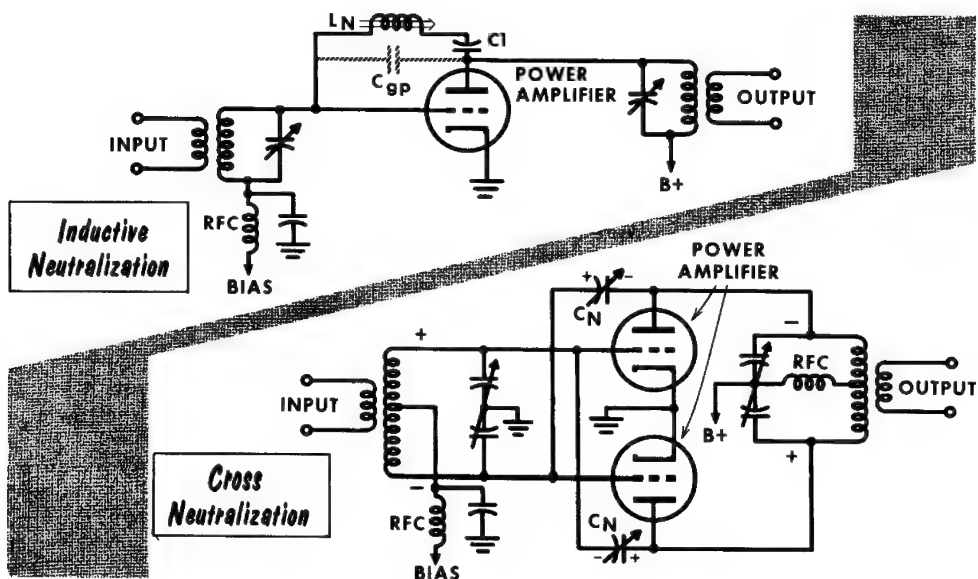 LN
C1
Cgp
POWER
AMPLIFIER
INPUT
OUTPUT
B+
RFC
BIAS
Inductive
Neutralization
POWER
AMPLIFIER
+ -
CN
+
-
INPUT
RFC
OUTPUT
B+
-
+
Cross
Neutralization
RFC
BIAS
CN
- +